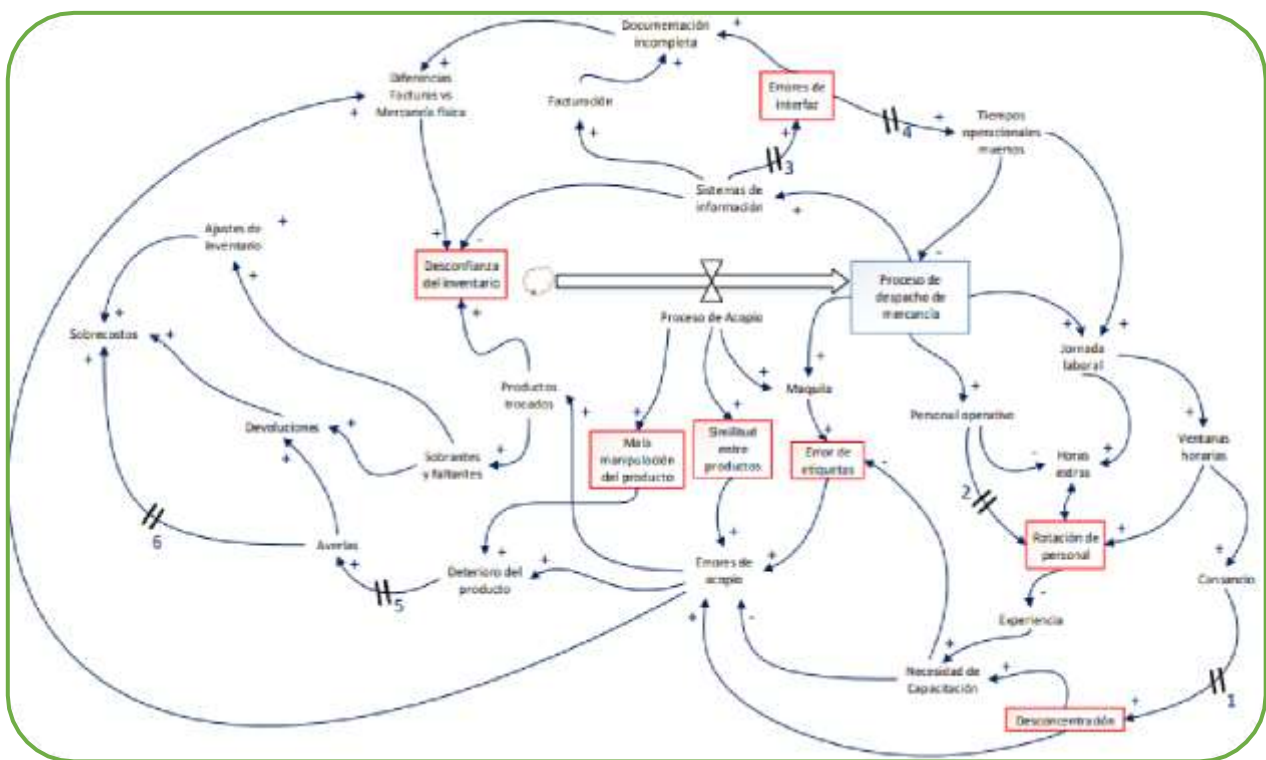 Documentación
incompleta
+
+
+
Diferencias
Facturas vs
Mercancía física
+
Facturación
+
Errores de
interfaz
+
3
4
+
Tiempos
operacionales
muertos
Sistemas de
información
+
Ajustes de
Inventario
+
+
+
-
Desconfianza
del inventario
+
-
Proceso de
despacho de
mercancía
Proceso de Acopio
+
+
Jornada
laboral
+
Sobrecostos
+
+
+
Productos
trocados
+
+
+
Maquila
+
Personal operativo
+
Ventanas
horarias
Devoluciones
+
+
Sobrantes
y faltantes
+
+
Mala
manipulación
del producto
+
Similitud
entre
productos
+
Error de
etiquetas
-
-
Horas
extras
+
2
6
Averías
+
5
Deterioro del
producto
+
+
Errores de
acopio
+
+
Rotación de
personal
+
Cansancio
+
-
Experiencia
+
-
+
Necesidad de
Capacitación
+
Desconcentración
+
1